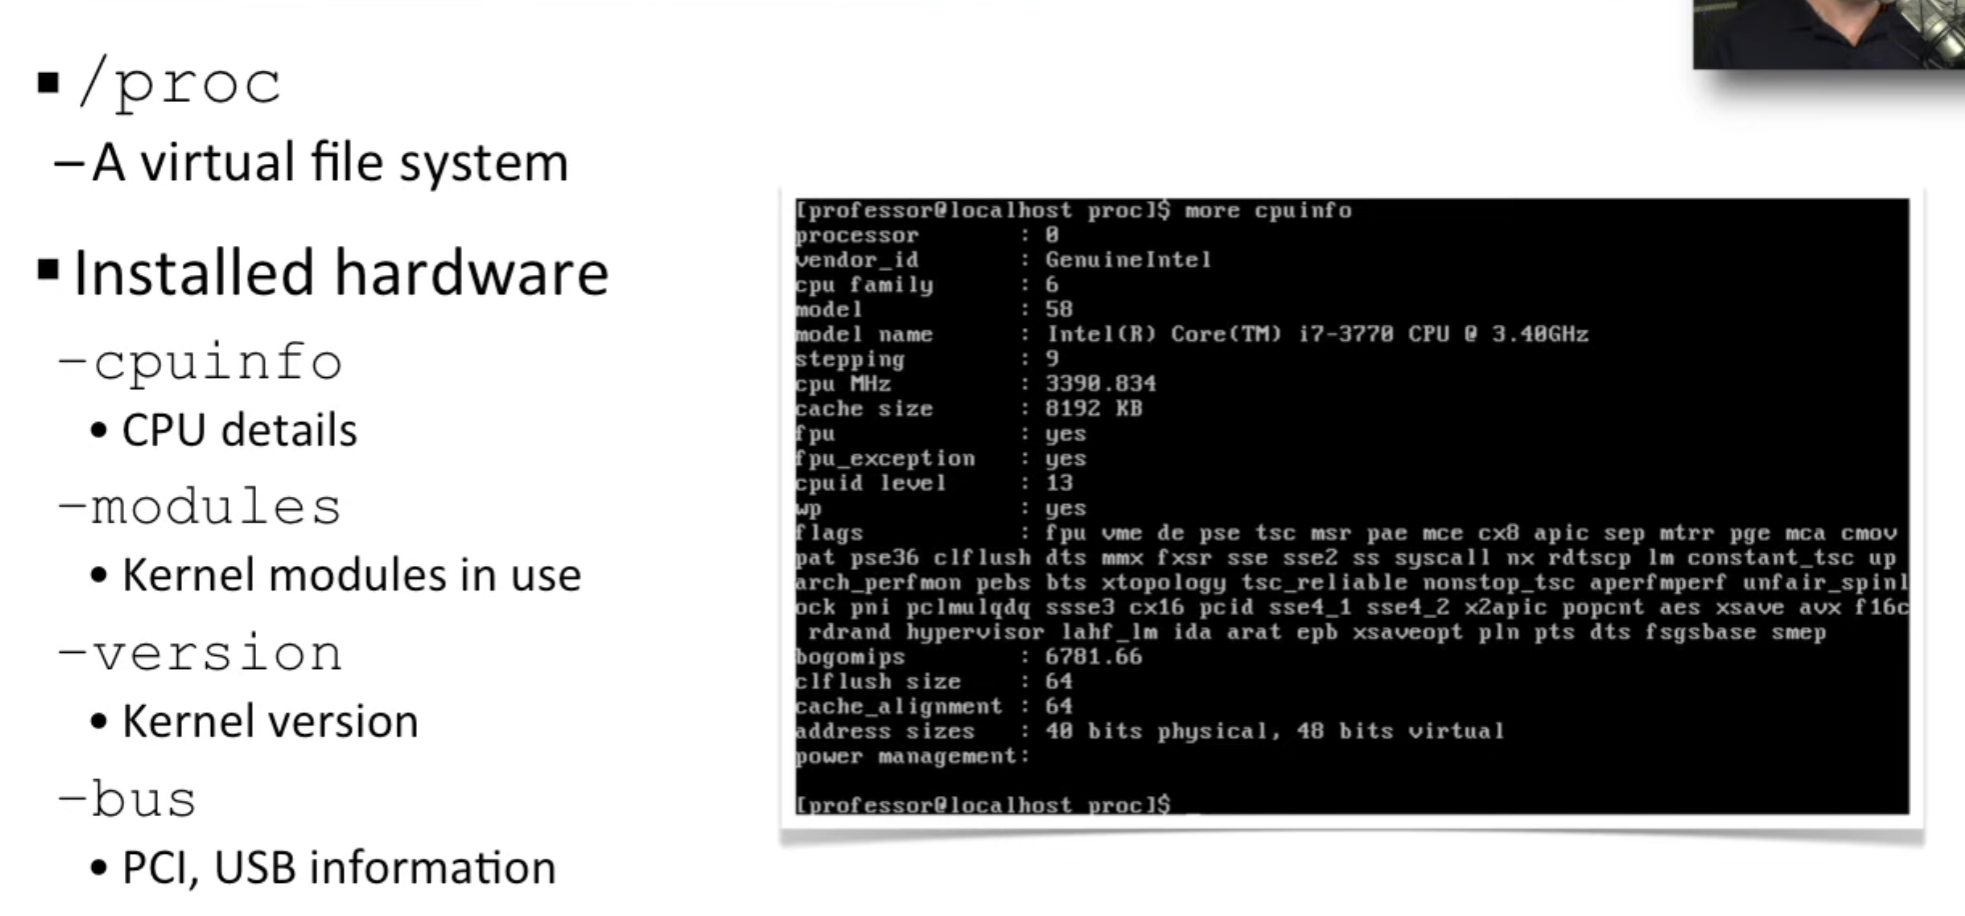 /proc
–A virtual file system
Installed hardware
–cpuinfo
• CPU details
–modules
• Kernel modules in use
–version
• Kernel version
–bus
• PCI, USB information
[professor@localhost proc]$ more cpuinfo
processor : 0
vendor_id : GenuineIntel
cpu family : 6
model : 58
model name : Intel(R) Core(TM) i7-3770 CPU @ 3.40GHz
stepping : 9
cpu MHz : 3390.834
cache size : 8192 KB
fpu : yes
fpu_exception : yes
cpuid level : 13
wp : yes
flags : fpu vme de pse tsc msr pae mce cx8 apic sep mtrr pge mca cmov
pat pse36 clflush dts mmx fxsr sse sse2 ss syscall nx rdtscp lm constant_tsc up
arch_perfmon pebs bts xtopology tsc_reliable nonstop_tsc aperfmperf unfair_spinl
ock pni pclmulqdq ssse3 cx16 pcid sse4_1 sse4_2 x2apic popcnt aes xsave avx f16c
rdrand hypervisor lahf_lm ida arat epb xsaveopt pln pts dts fsgsbase smep
bogomips : 6781.66
clflush size : 64
cache_alignment : 64
address sizes : 40 bits physical, 48 bits virtual
power management:
[professor@localhost proc]$ _